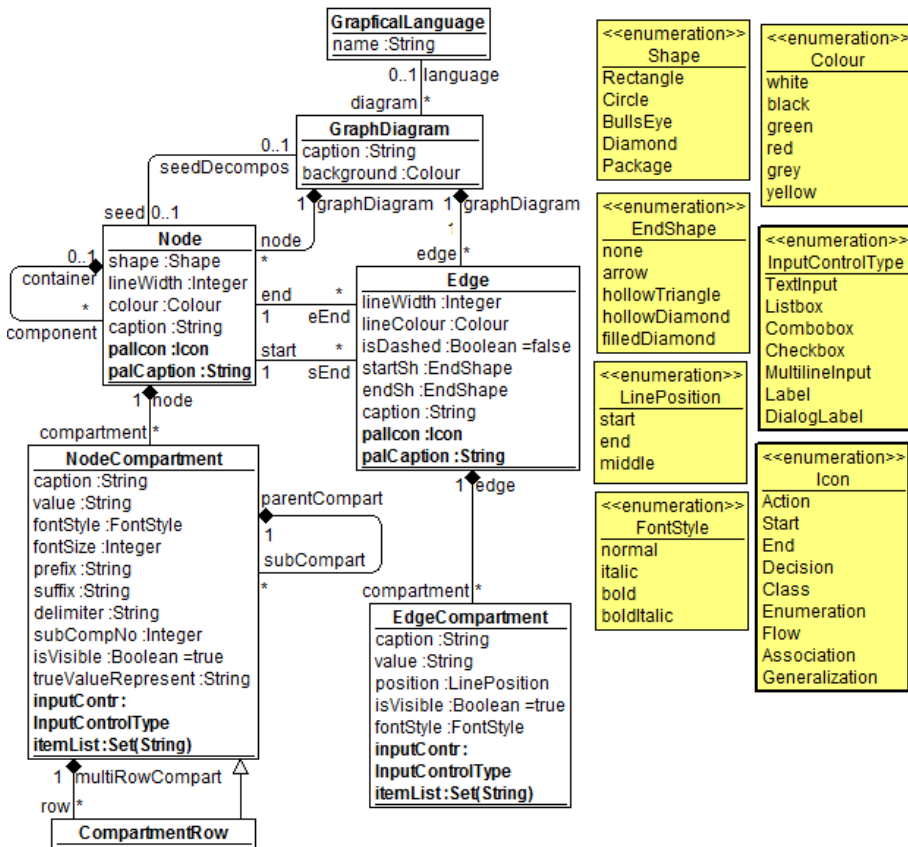 GrapficalLanguage
name :String
0..1 language
diagram *
GraphDiagram
caption :String
background :Colour
0..1
seedDecompos
1 graphDiagram
1 graphDiagram
1
seed 0..1
node
*
edge *
Node
shape :Shape
lineWidth :Integer
colour :Colour
caption :String
palIcon :Icon
palCaption :String
0..1
container
*
component
end *
1 eEnd
start *
1 sEnd
Edge
lineWidth :Integer
lineColour :Colour
isDashed :Boolean =false
startSh :EndShape
endSh :EndShape
caption :String
palIcon :Icon
palCaption :String
1 node
compartment *
NodeCompartment
caption :String
value :String
fontStyle :FontStyle
fontSize :Integer
prefix :String
suffix :String
delimiter :String
subCompNo :Integer
isVisible :Boolean =true
trueValueRepresent :String
inputContr :
InputControlType
itemList :Set(String)
parentCompart
1
subCompart
*
1 edge
compartment *
EdgeCompartment
caption :String
value :String
position :LinePosition
isVisible :Boolean =true
fontStyle :FontStyle
inputContr :
InputControlType
itemList :Set(String)
1 multiRowCompart
row *
CompartmentRow
<<enumeration>>
Shape
Rectangle
Circle
BullsEye
Diamond
Package
<<enumeration>>
Colour
white
black
green
red
grey
yellow
<<enumeration>>
EndShape
none
arrow
hollowTriangle
hollowDiamond
filledDiamond
<<enumeration>>
InputControlType
TextInput
Listbox
Combobox
Checkbox
MultilineInput
Label
DialogLabel
<<enumeration>>
LinePosition
start
end
middle
<<enumeration>>
Icon
Action
Start
End
Decision
Class
Enumeration
Flow
Association
Generalization
<<enumeration>>
FontStyle
normal
italic
bold
boldItalic